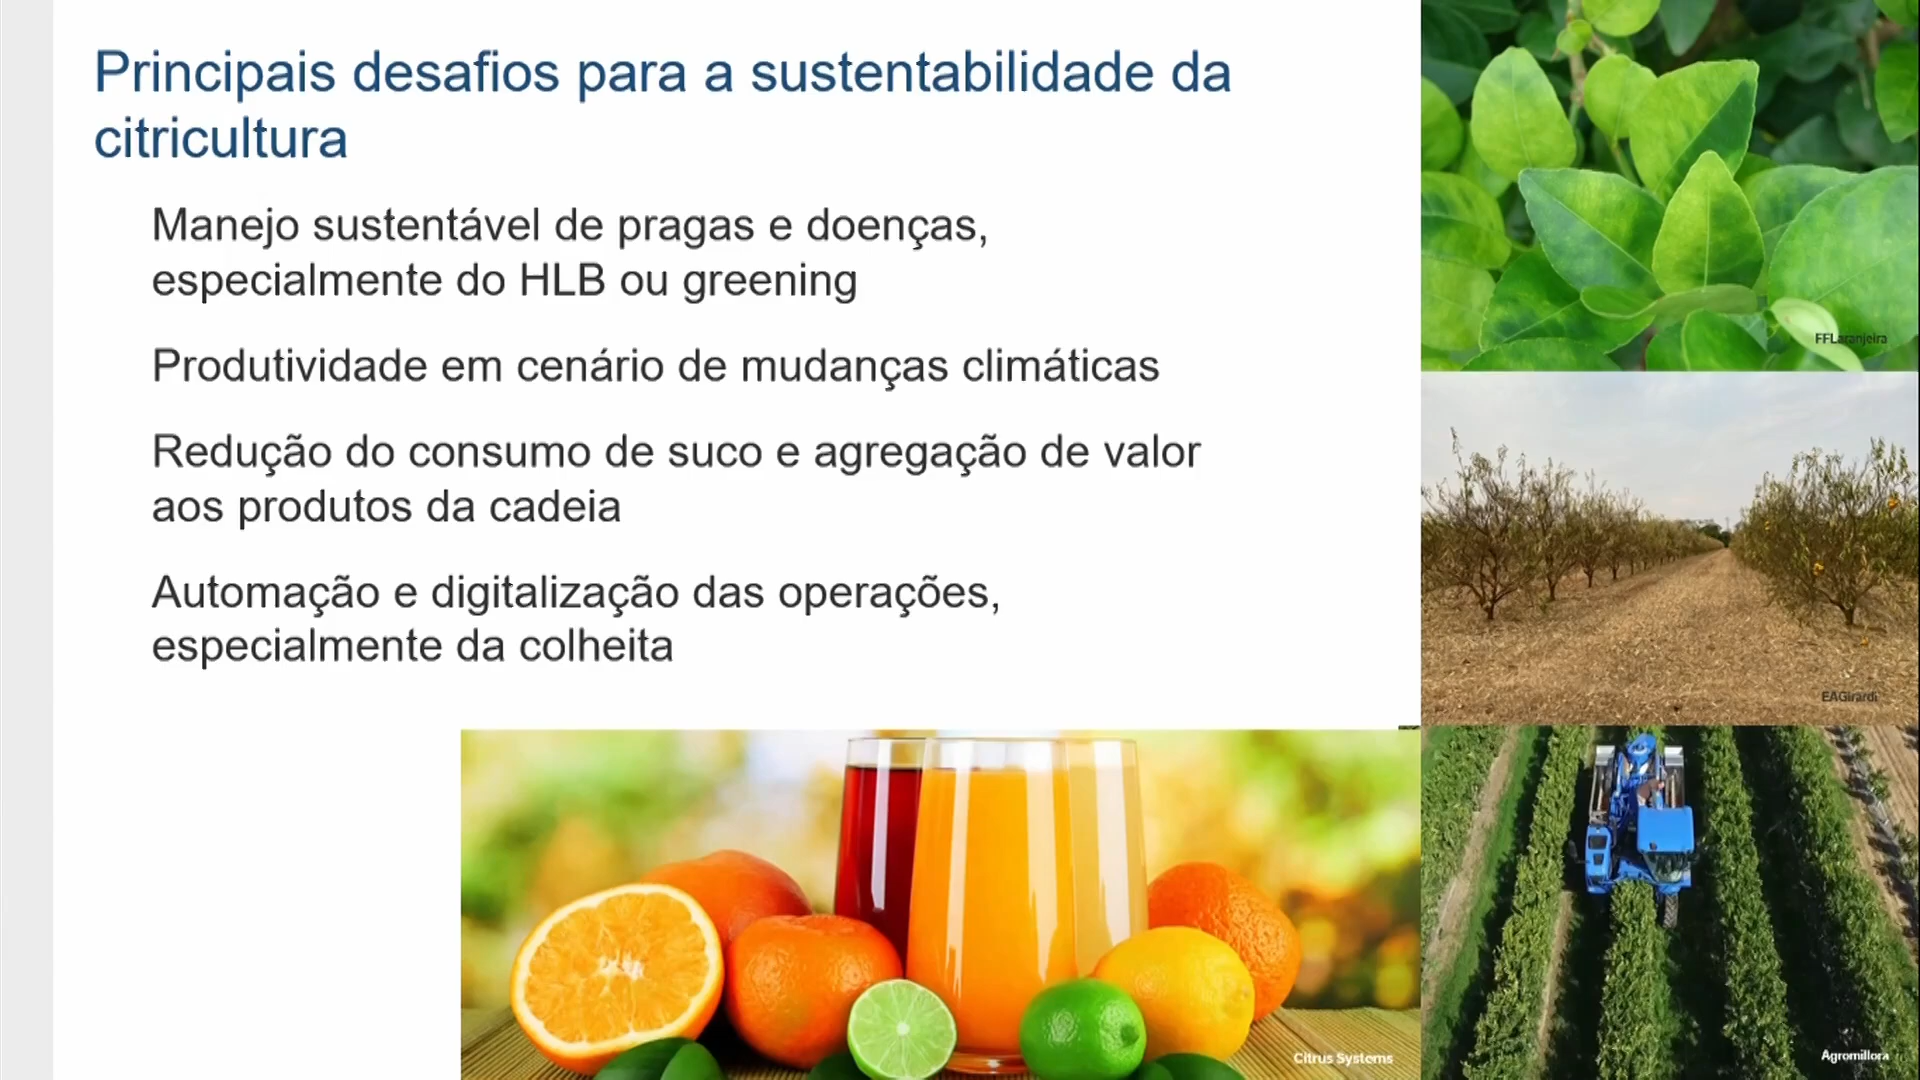 Principais desafios para a sustentabilidade da
citricultura
Manejo sustentável de pragas e doenças,
especialmente do HLB ou greening
Produtividade em cenário de mudanças climáticas
Redução do consumo de suco e agregação de valor
aos produtos da cadeia
Automação e digitalização das operações,
especialmente da colheita
FFLaranjeira
EAGirardi
Citrus Systems
Agromillora